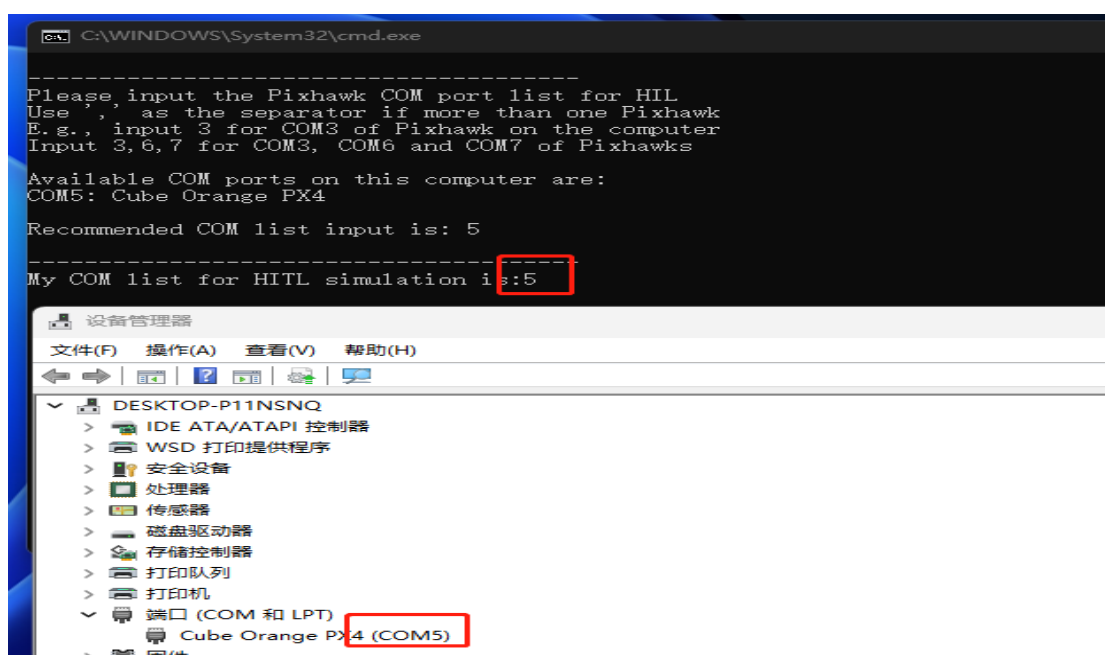 C:\WINDOWS\System32\cmd.exe
----------------------------------------
Please input the Pixhawk COM port list for HIL
Use ',' as the separator if more than one Pixhawk
E.g., input 3 for COM3 of Pixhawk on the computer
Input 3,6,7 for COM3, COM6 and COM7 of Pixhawks
Available COM ports on this computer are:
COM5: Cube Orange PX4
Recommended COM list input is: 5
----------------------------------------
My COM list for HITL simulation is:5
设备管理器
文件(F) 操作(A) 查看(V) 帮助(H)
DESKTOP-P11NSNQ
IDE ATA/ATAPI 控制器
WSD 打印提供程序
安全设备
处理器
传感器
磁盘驱动器
存储控制器
打印队列
打印机
端口 (COM 和 LPT)
Cube Orange PX4 (COM5)